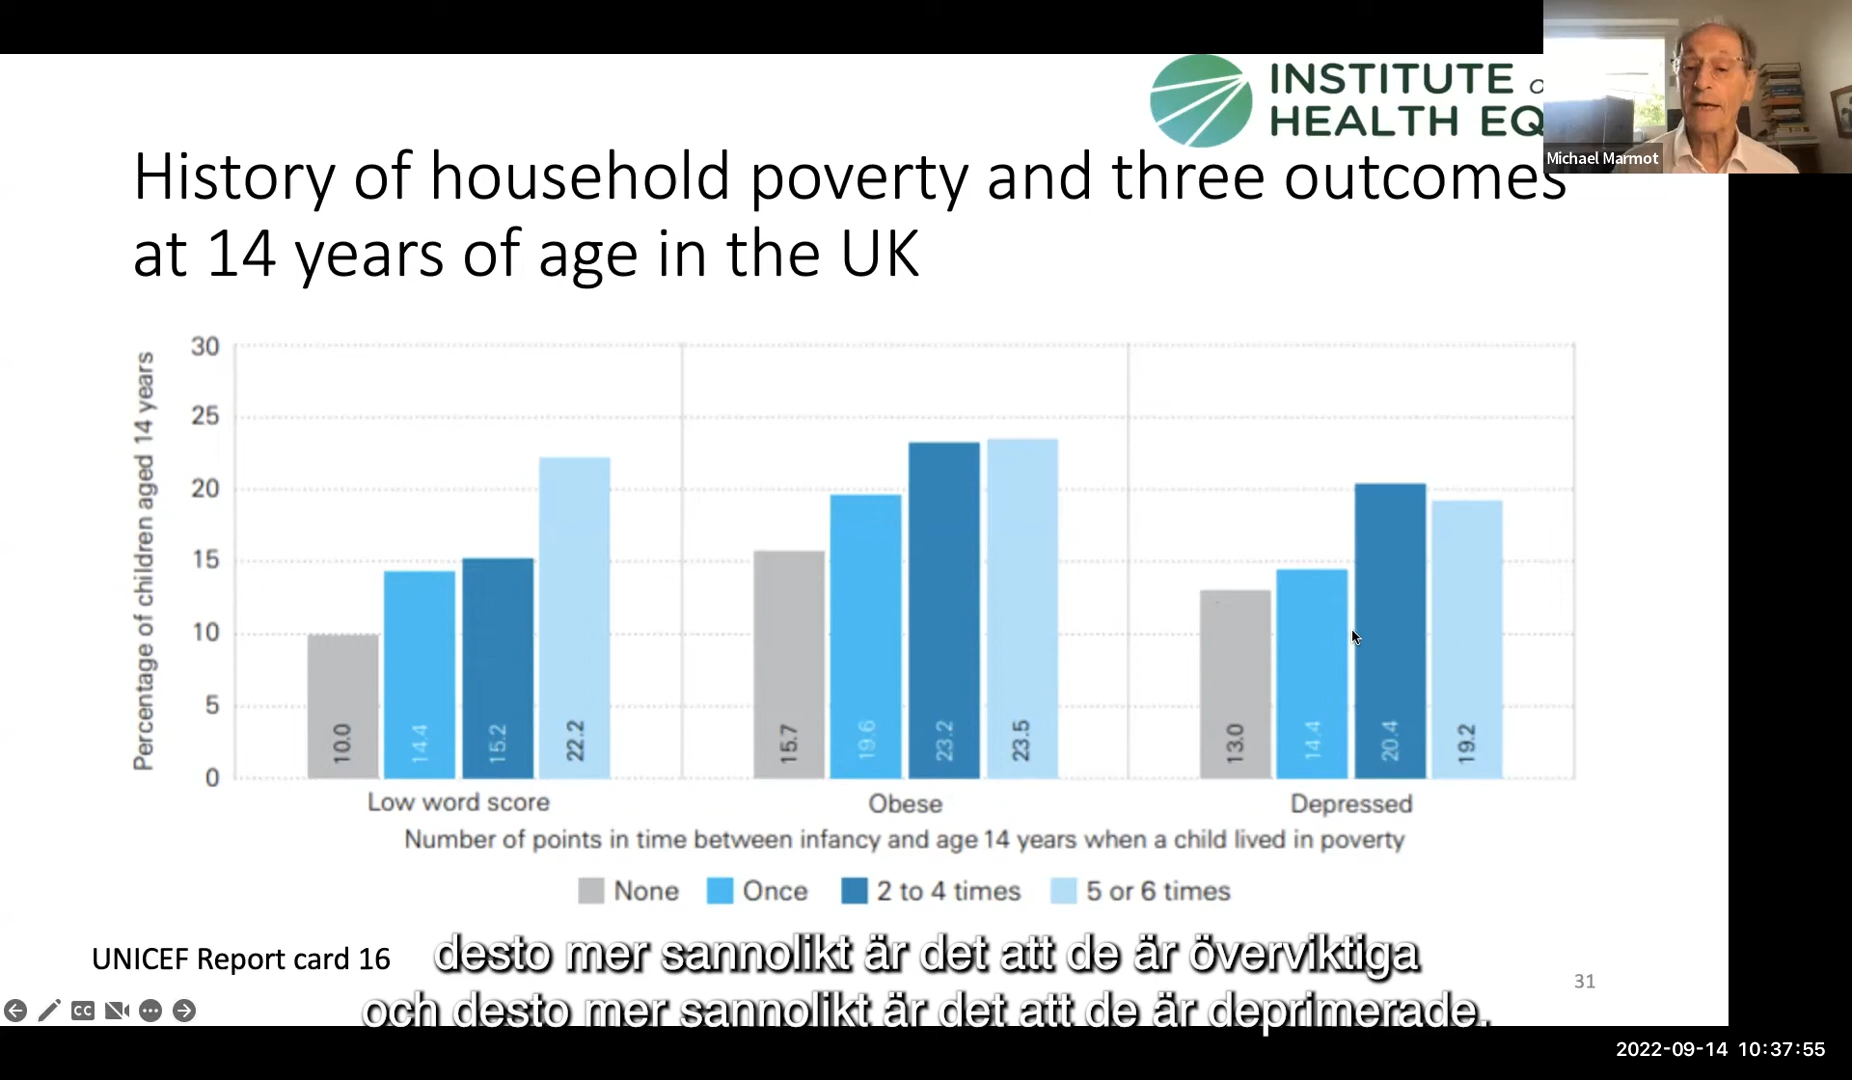 INSTITUTE
HEALTH EQ
Michael Marmot
History of household poverty and three outcomes
at 14 years of age in the UK
Percentage of children aged 14 years
30
25
20
15
10
5
0
10.0
14.4
15.2
22.2
15.7
19.6
23.2
23.5
13.0
14.4
20.4
19.2
Low word score
Obese
Depressed
Number of points in time between infancy and age 14 years when a child lived in poverty
None
Once
2 to 4 times
5 or 6 times
UNICEF Report card 16
desto mer sannolikt är det att de är överviktiga
och desto mer sannolikt är det att de är deprimerade.
31
CC
2022-09-14 10:37:55